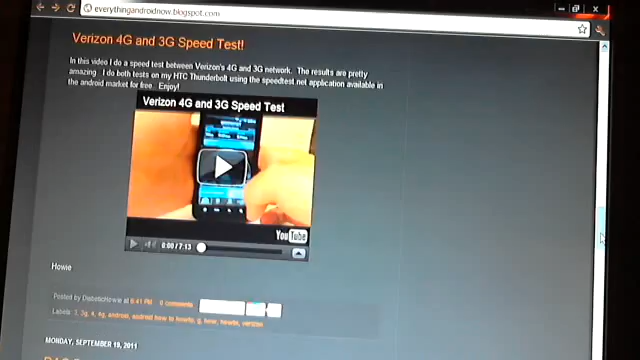 everythingandroidnow.blogspot.com
Verizon 4G and 3G Speed Test!
In this video I do a speed test between Verizon's 4G and 3G network. The results are pretty
amazing. I do both tests on my HTC Thunderbolt using the speedtest.net application available in
the android market for free. Enjoy!
Verizon 4G and 3G Speed Test
YouTube
0:00 / 7:13
Howie
Posted by DiabeticHowie at 6:41 PM 0 comments
Labels: 3, 3g, 4, 4g, android, android how to howto, g, how, howto, verizon
MONDAY, SEPTEMBER 19, 2011